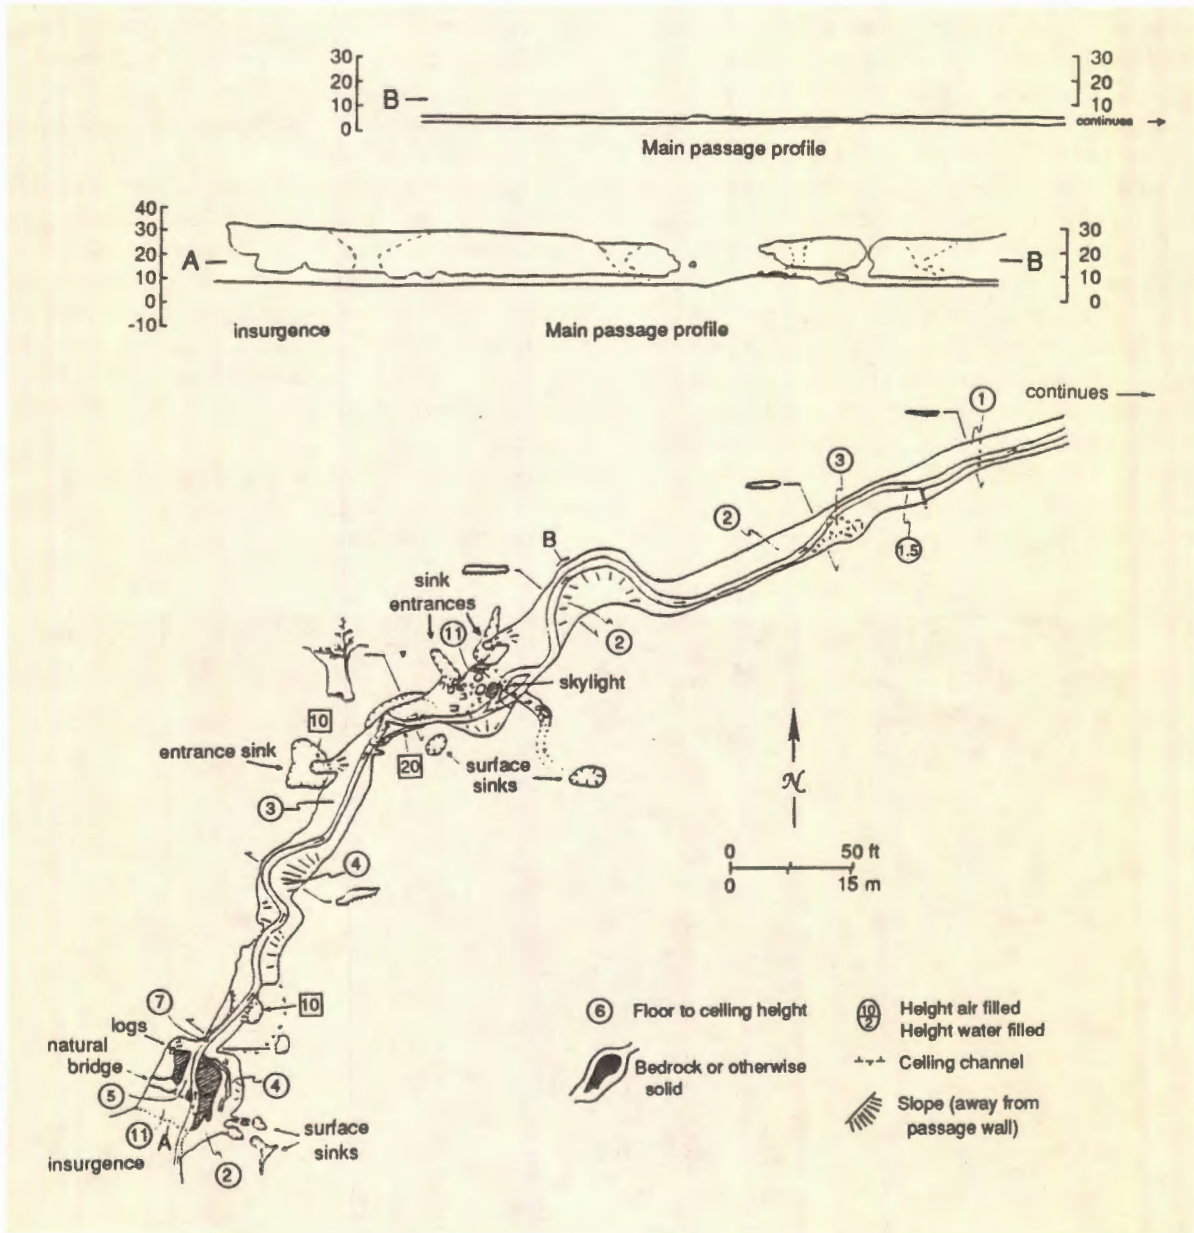 30
20
10
0
B
30
20
10
continues
Main passage profile
40
30
20
10
0
-10
A
30
20
10
0
B
insurgence
Main passage profile
continues
1
3
2
1.5
B
sink
entrances
11
2
skylight
10
entrance sink
20
surface
sinks
N
3
4
0 50 ft
0 15 m
10
7
logs
natural
bridge
5
4
11
A
insurgence
2
surface
sinks
6 Floor to ceiling height
Bedrock or otherwise
solid
10
2
Height air filled
Height water filled
Ceiling channel
Slope (away from
passage wall)